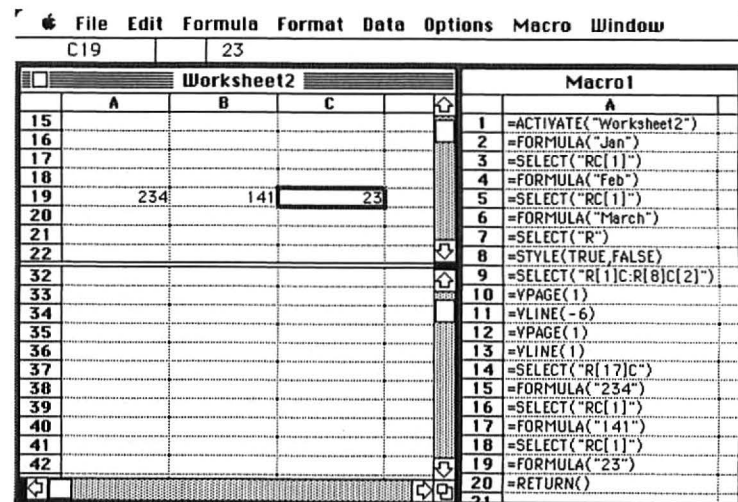 File Edit Formula Format Data Options Macro Window
C19 23
Worksheet2
A B C
15
16
17
18
19 234 141 23
20
21
22
32
33
34
35
36
37
38
39
40
41
42
Macro1
A
1 =ACTIVATE("Worksheet2")
2 =FORMULA("Jan")
3 =SELECT("RC[1]")
4 =FORMULA("Feb")
5 =SELECT("RC[1]")
6 =FORMULA("March")
7 =SELECT("R")
8 =STYLE(TRUE,FALSE)
9 =SELECT("R[1]C:R[8]C[2]")
10 =VPAGE(1)
11 =VLINE(-6)
12 =VPAGE(1)
13 =VLINE(1)
14 =SELECT("R[17]C")
15 =FORMULA("234")
16 =SELECT("RC[1]")
17 =FORMULA("141")
18 =SELECT("RC[1]")
19 =FORMULA("23")
20 =RETURN()
21